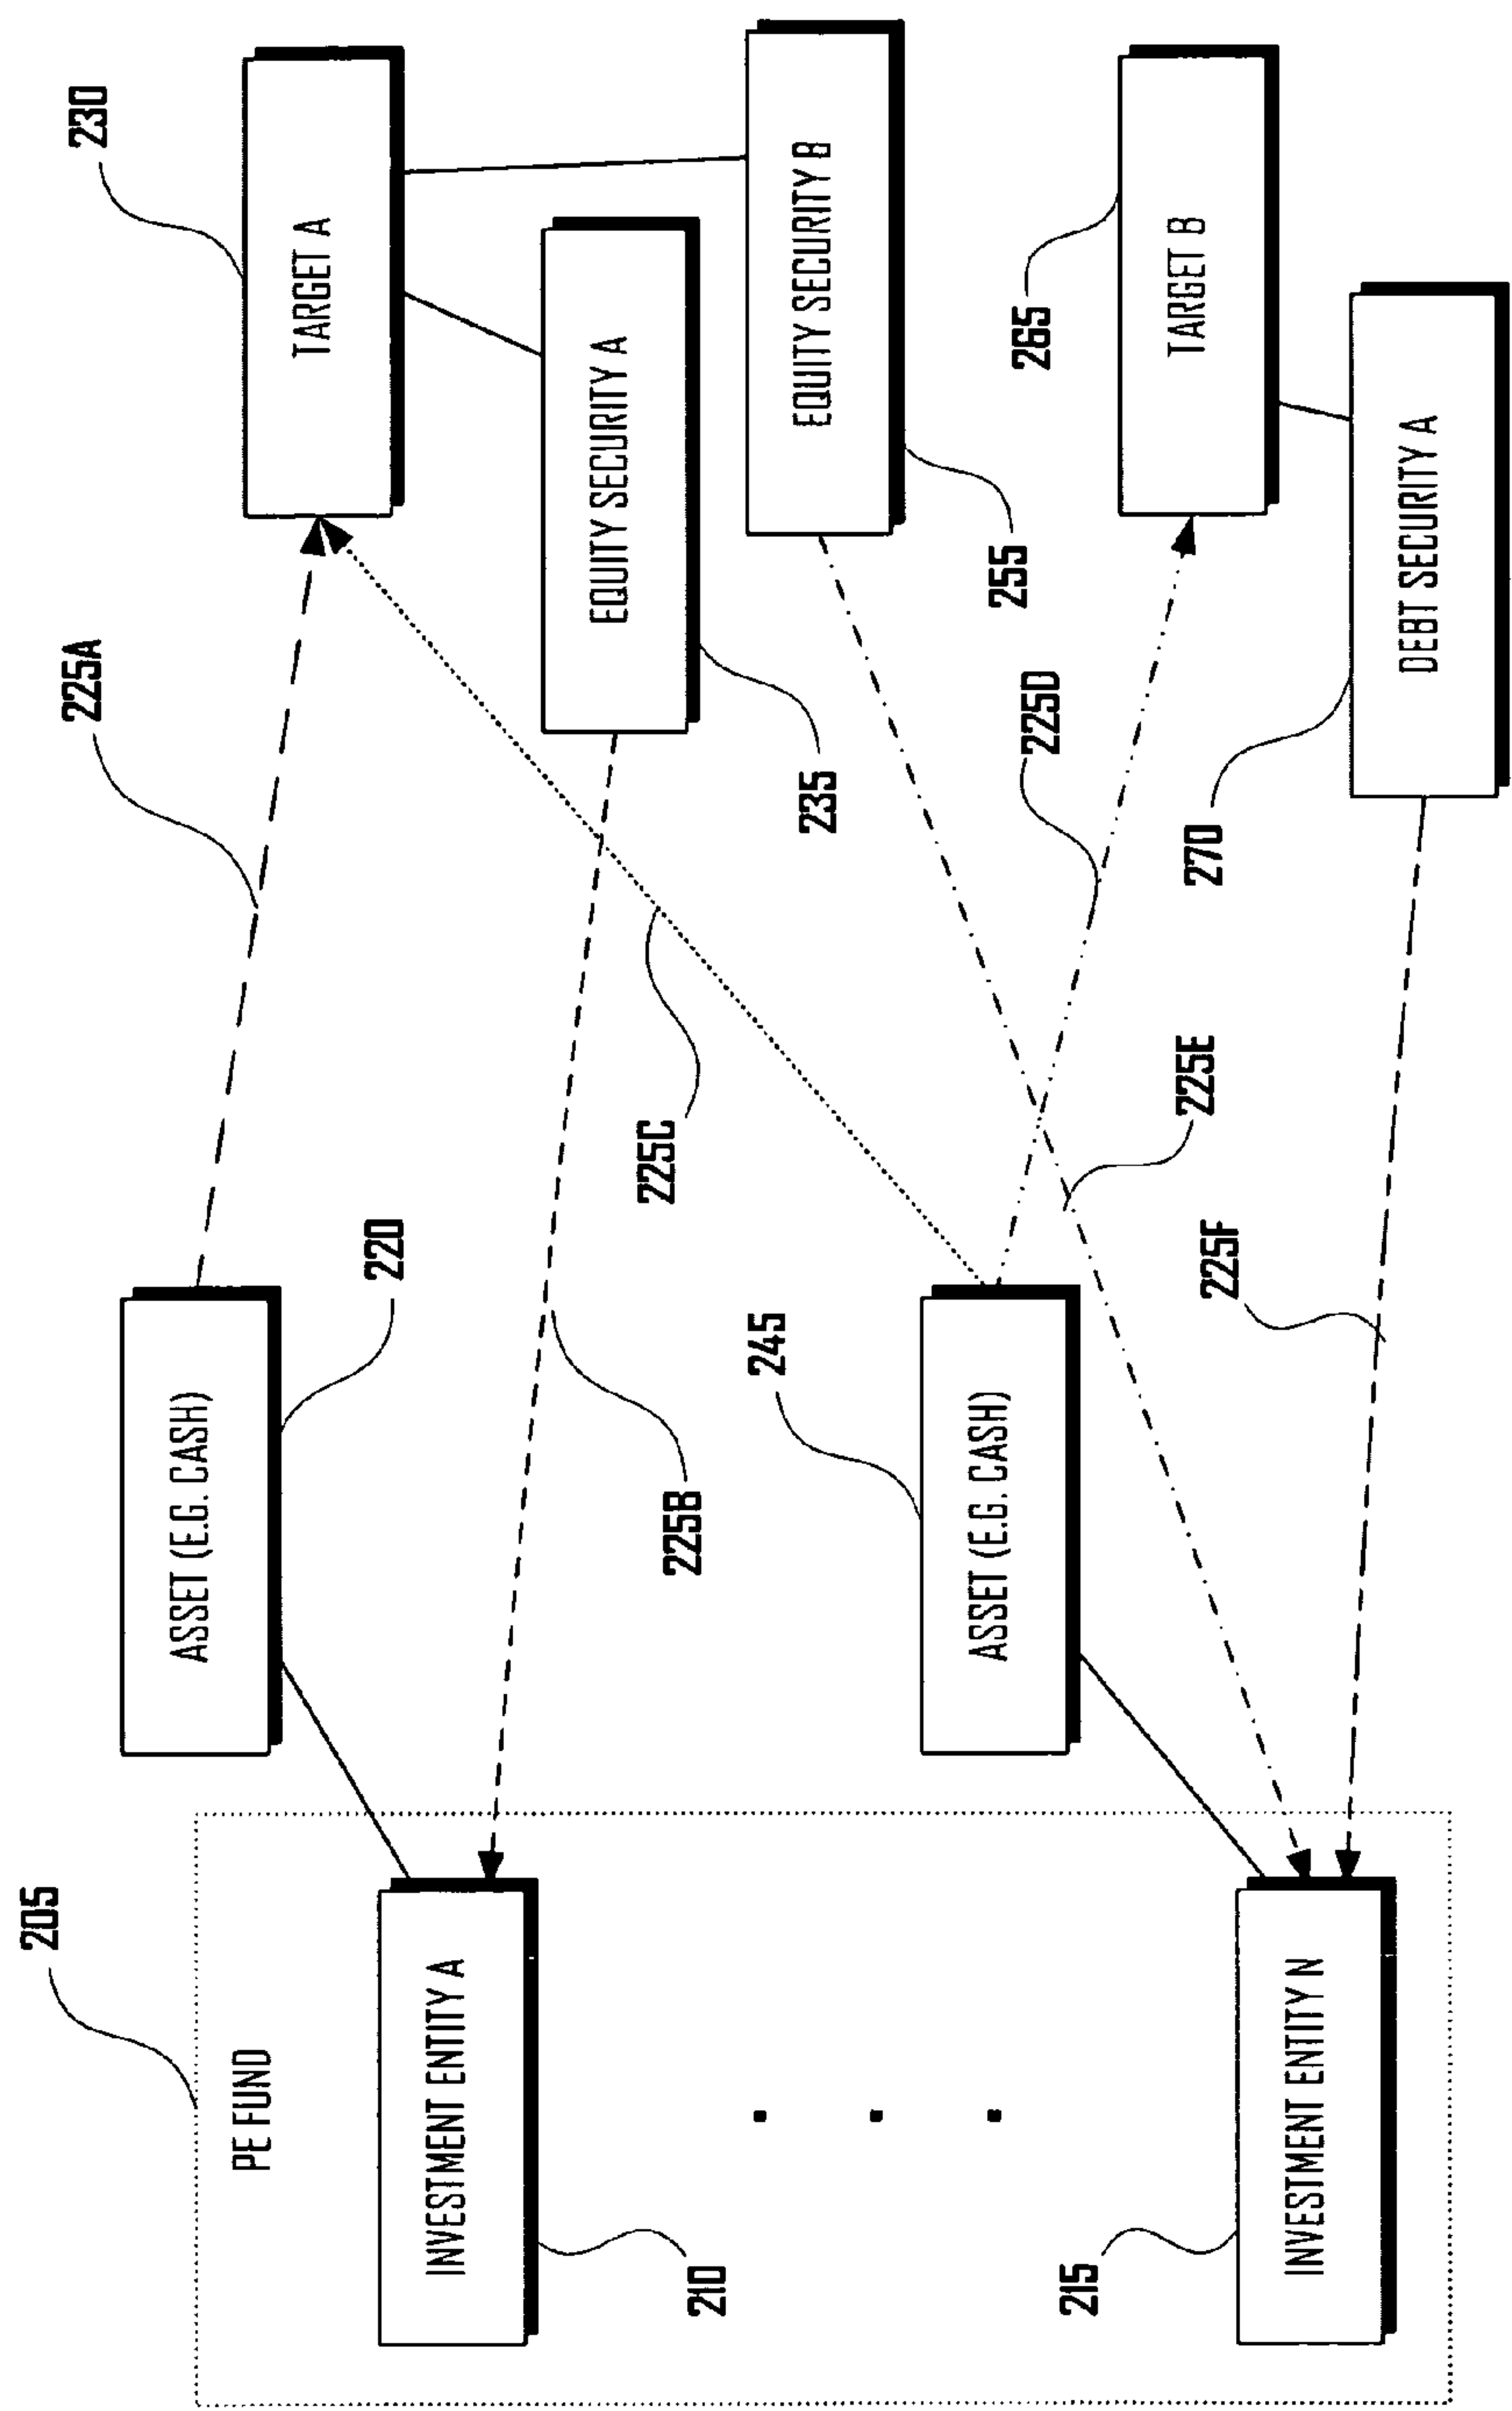 205
PE FUND
INVESTMENT ENTITY A
210
INVESTMENT ENTITY N
215
ASSET (E.G. CASH)
220
ASSET (E.G. CASH)
245
225A
225B
225C
225D
225E
225F
TARGET A
230
EQUITY SECURITY A
235
EQUITY SECURITY B
255
TARGET B
265
DEBT SECURITY A
270